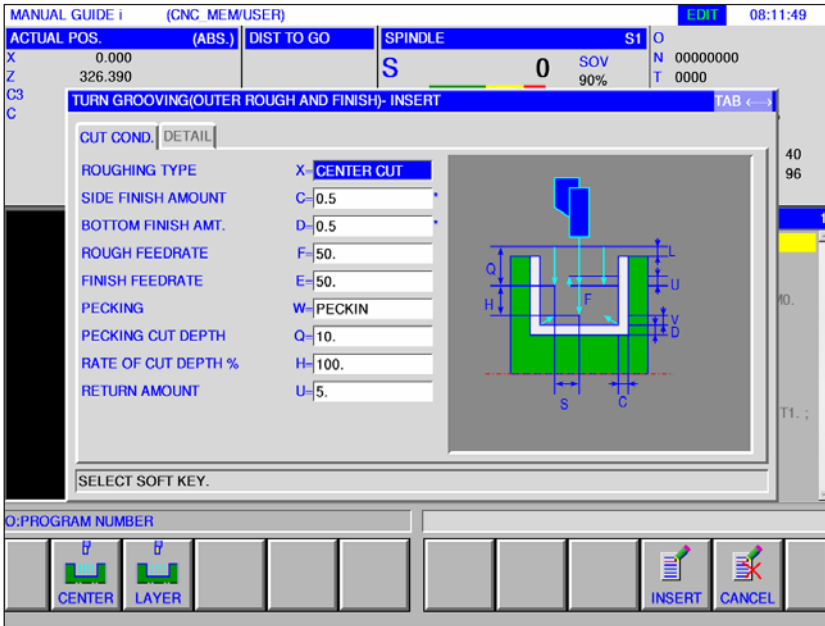 MANUAL GUIDE i (CNC_MEM/USER) EDIT 08:11:49
ACTUAL POS. (ABS.) DIST TO GO SPINDLE S1 O
X 0.000 S 0 SOV N 00000000
Z 326.390 90% T 0000
C3
C
TURN GROOVING(OUTER ROUGH AND FINISH)- INSERT TAB ←→
CUT COND. DETAIL
ROUGHING TYPE X=CENTER CUT
SIDE FINISH AMOUNT C=0.5 *
BOTTOM FINISH AMT. D=0.5 *
ROUGH FEEDRATE F=50.
FINISH FEEDRATE E=50.
PECKING W=PECKIN
PECKING CUT DEPTH Q=10.
RATE OF CUT DEPTH % H=100.
RETURN AMOUNT U=5.
L
Q
U
H F
V
D
S C
40
96
1
M0.
T1. ;
SELECT SOFT KEY.
O:PROGRAM NUMBER
CENTER LAYER INSERT CANCEL